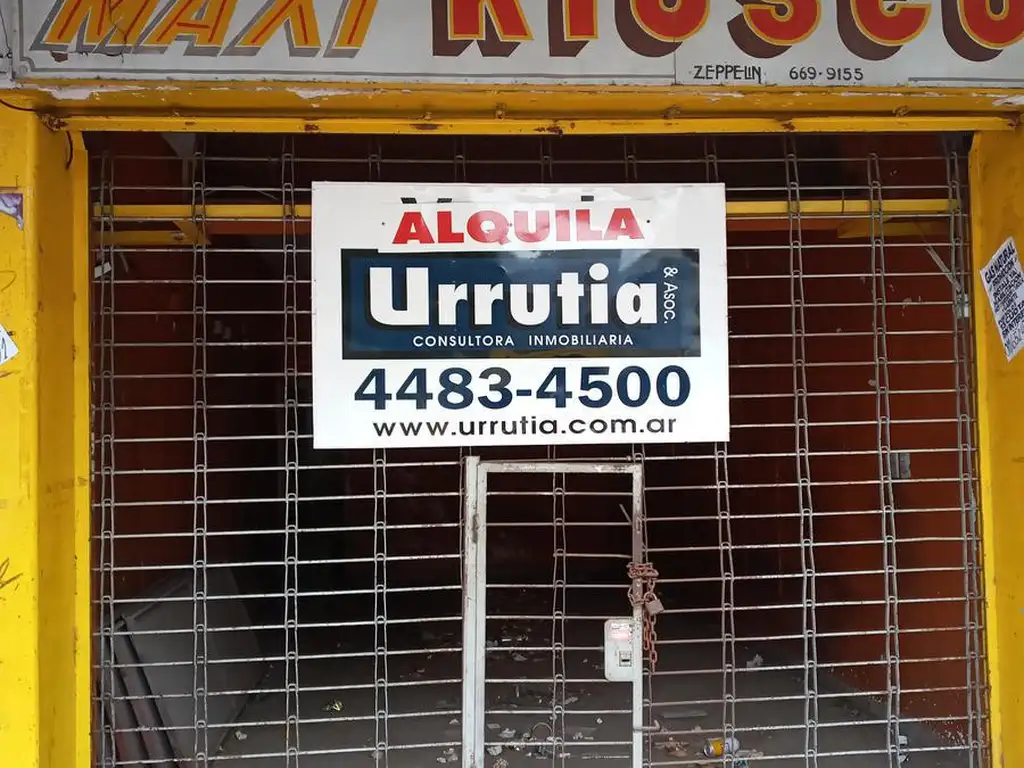 MAXI KIOSCO
ZEPPELIN 669-9155
ALQUILA
Urrutia & ASOC.
CONSULTORA INMOBILIARIA
4483-4500
www.urrutia.com.ar